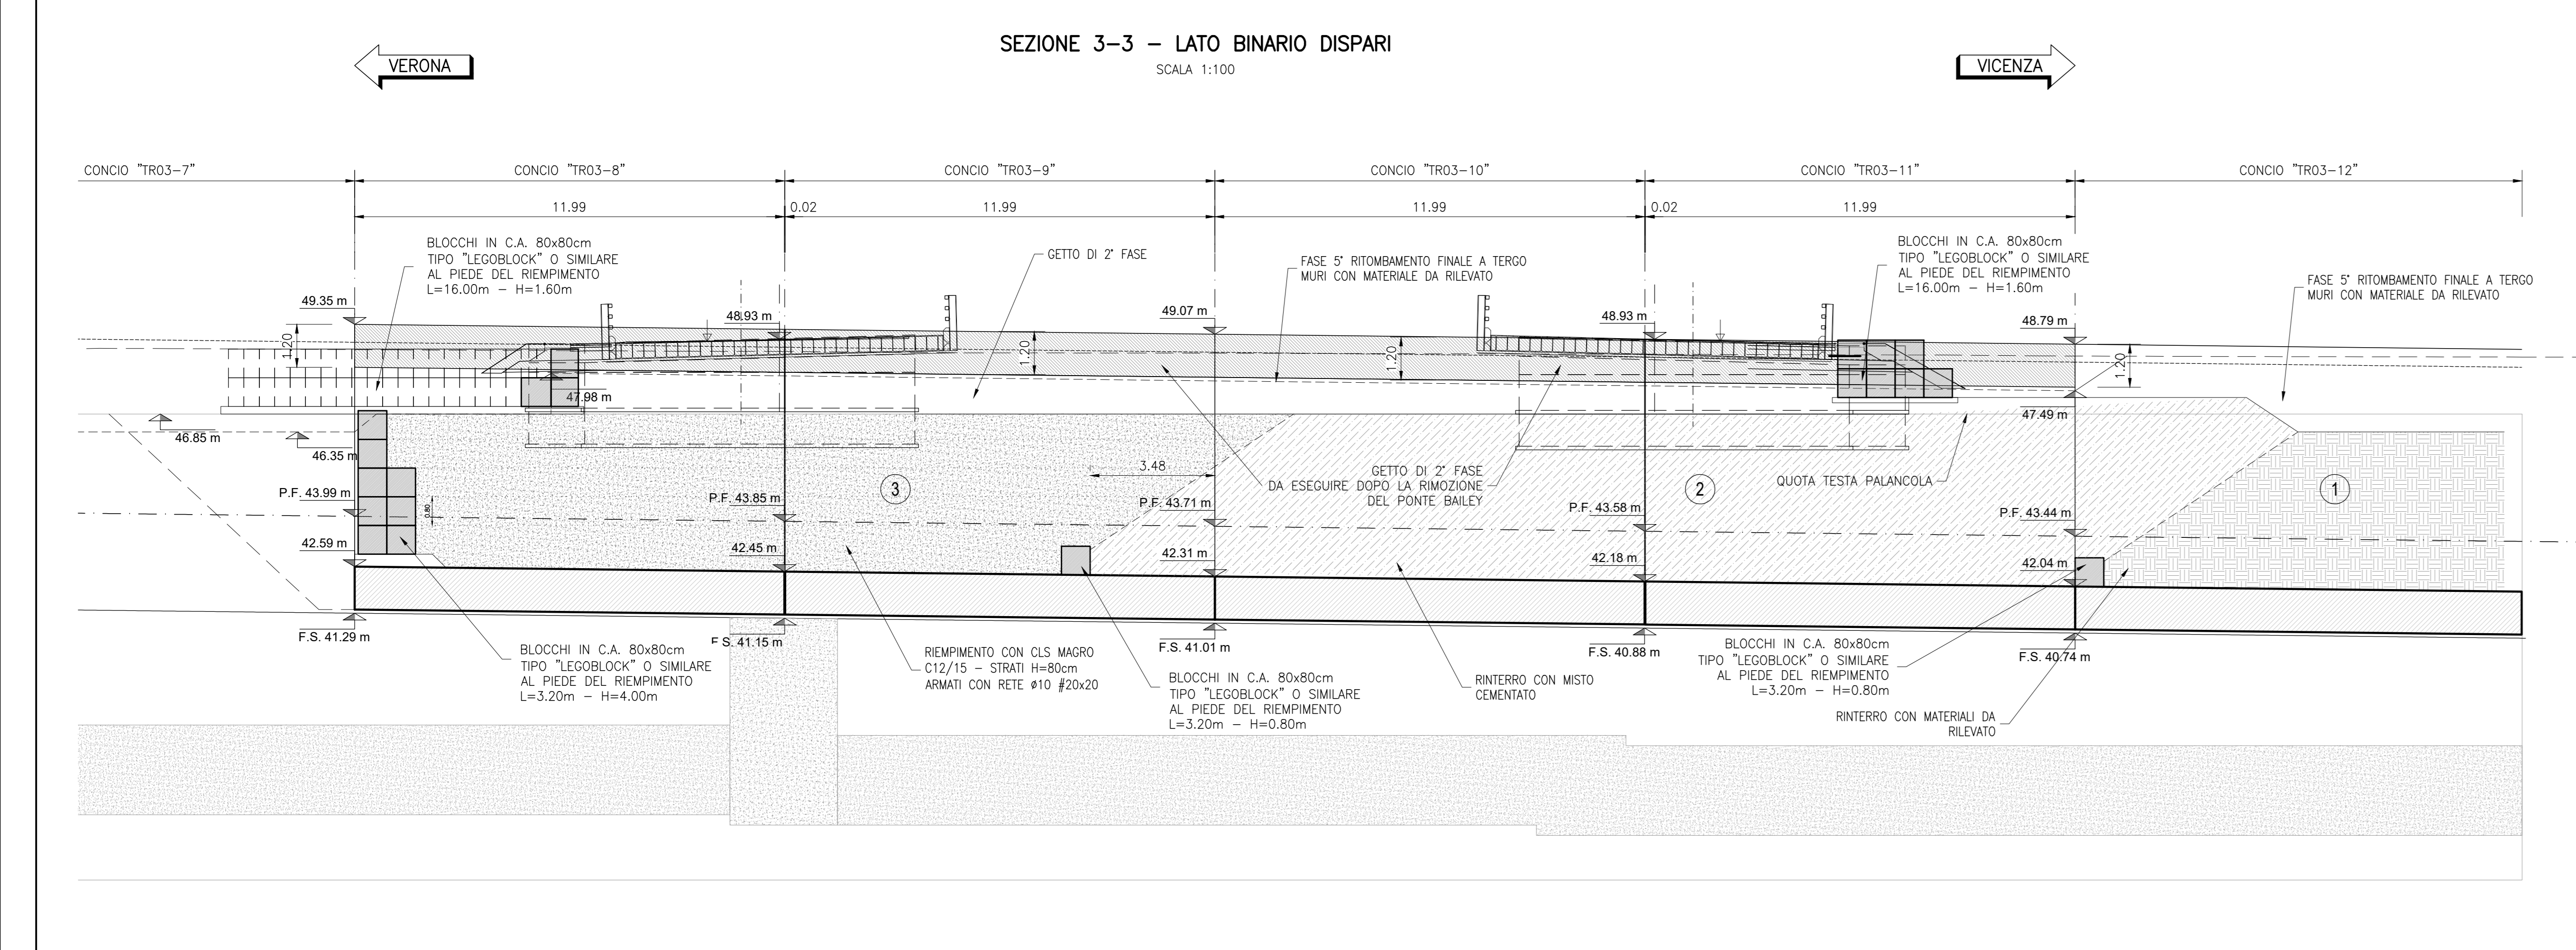 SEZIONE 3-3 - LATO BINARIO DISPARI
SCALA 1:100
VERONA
VICENZA
CONCIO "TR03-7"
CONCIO "TR03-8"
CONCIO "TR03-9"
CONCIO "TR03-10"
CONCIO "TR03-11"
CONCIO "TR03-12"
11.99
0.02
11.99
11.99
0.02
11.99
BLOCCHI IN C.A. 80x80cm
TIPO "LEGOBLOCK" O SIMILARE
AL PIEDE DEL RIEMPIMENTO
L=16.00m - H=1.60m
GETTO DI 2° FASE
FASE 5° RITOMBAMENTO FINALE A TERGO
MURI CON MATERIALE DA RILEVATO
BLOCCHI IN C.A. 80x80cm
TIPO "LEGOBLOCK" O SIMILARE
AL PIEDE DEL RIEMPIMENTO
L=16.00m - H=1.60m
FASE 5° RITOMBAMENTO FINALE A TERGO
MURI CON MATERIALE DA RILEVATO
49.35 m
48.93 m
49.07 m
48.93 m
48.79 m
1.20
1.20
1.20
1.20
47.98 m
47.49 m
46.85 m
46.35 m
3.48
GETTO DI 2° FASE
DA ESEGUIRE DOPO LA RIMOZIONE
DEL PONTE BAILEY
QUOTA TESTA PALANCOLA
3
2
1
0.80
P.F. 43.99 m
P.F. 43.85 m
P.F. 43.71 m
P.F. 43.58 m
P.F. 43.44 m
42.59 m
42.45 m
42.31 m
42.18 m
42.04 m
F.S. 41.29 m
F S. 41.15 m
F.S. 41.01 m
F.S. 40.88 m
F.S. 40.74 m
BLOCCHI IN C.A. 80x80cm
TIPO "LEGOBLOCK" O SIMILARE
AL PIEDE DEL RIEMPIMENTO
L=3.20m - H=4.00m
RIEMPIMENTO CON CLS MAGRO
C12/15 - STRATI H=80cm
ARMATI CON RETE ø10 #20x20
BLOCCHI IN C.A. 80x80cm
TIPO "LEGOBLOCK" O SIMILARE
AL PIEDE DEL RIEMPIMENTO
L=3.20m - H=0.80m
RINTERRO CON MISTO
CEMENTATO
BLOCCHI IN C.A. 80x80cm
TIPO "LEGOBLOCK" O SIMILARE
AL PIEDE DEL RIEMPIMENTO
L=3.20m - H=0.80m
RINTERRO CON MATERIALI DA
RILEVATO